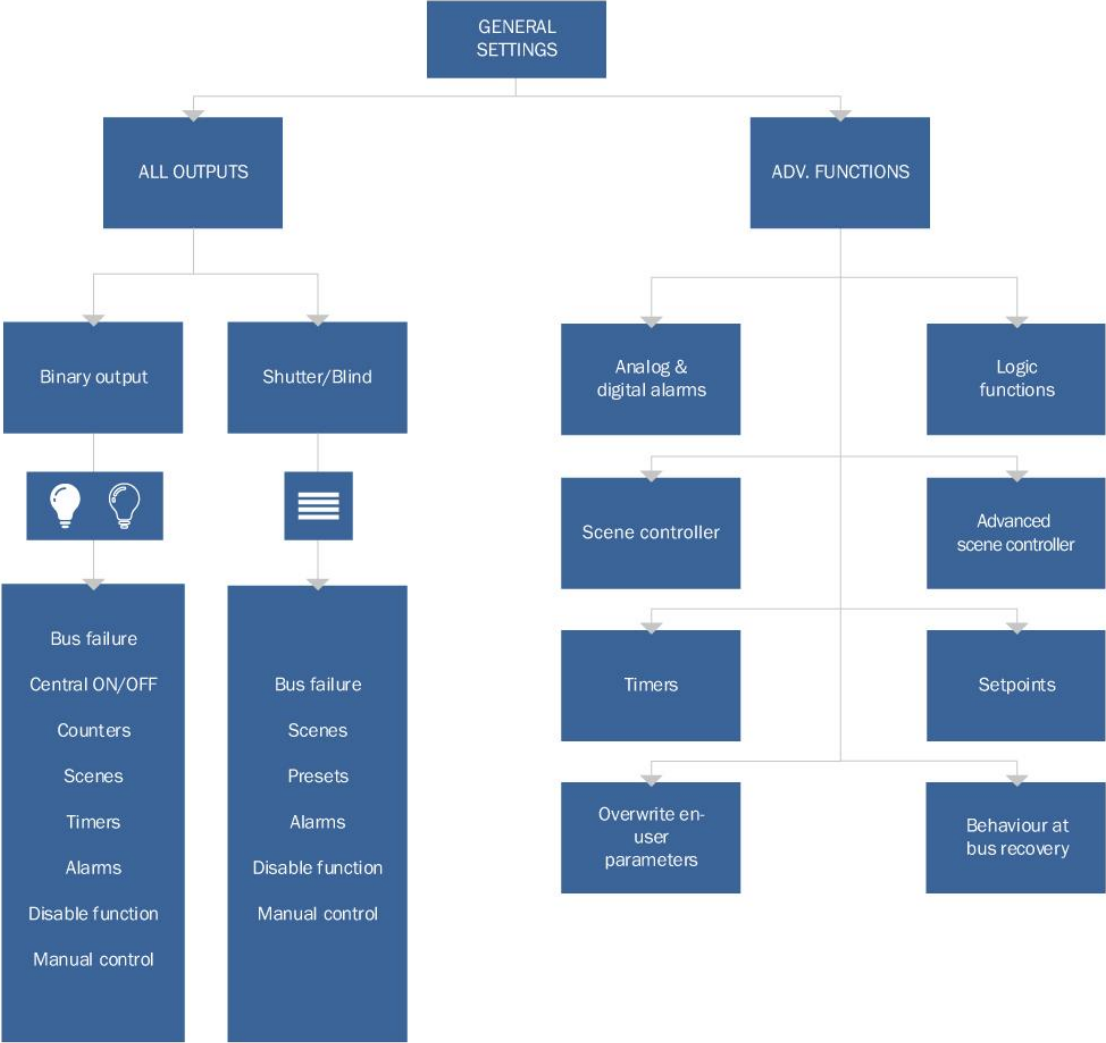 GENERAL
SETTINGS
ALL OUTPUTS
ADV. FUNCTIONS
Binary output
Shutter/Blind
Analog &
digital alarms
Logic
functions
Scene controller
Advanced
scene controller
Timers
Setpoints
Overwrite en-
user
parameters
Behaviour at
bus recovery
Bus failure
Central ON/OFF
Counters
Scenes
Timers
Alarms
Disable function
Manual control
Bus failure
Scenes
Presets
Alarms
Disable function
Manual control